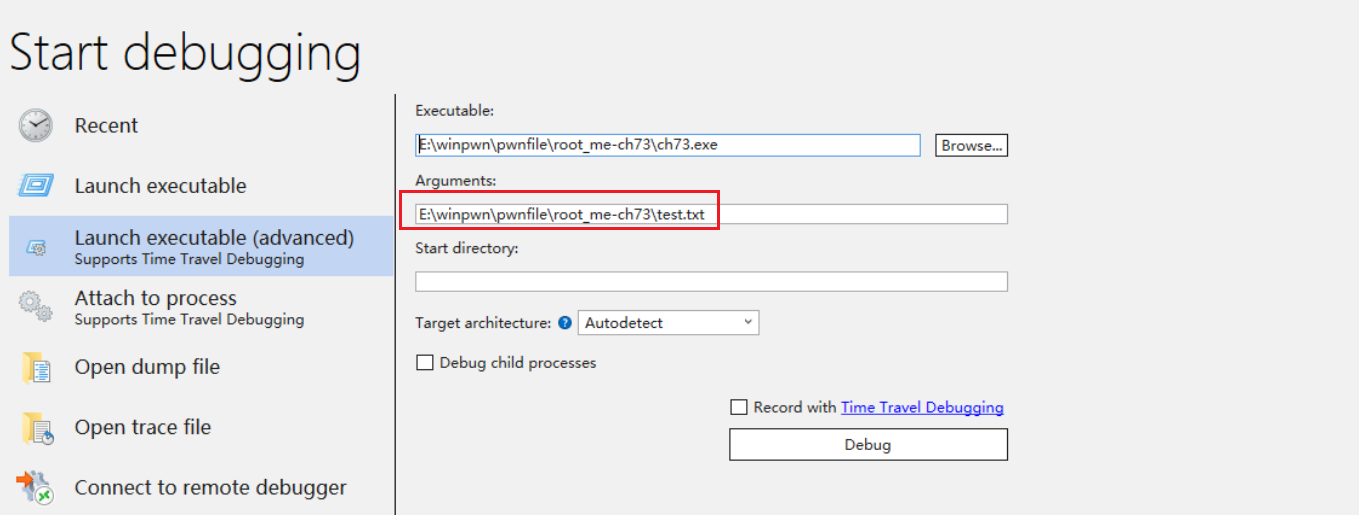 Start debugging
Recent
Launch executable
Launch executable (advanced)
Supports Time Travel Debugging
Attach to process
Supports Time Travel Debugging
Open dump file
Open trace file
Connect to remote debugger
Executable:
E:\winpwn\pwnfile\root_me-ch73\ch73.exe
Browse...
Arguments:
E:\winpwn\pwnfile\root_me-ch73\test.txt
Start directory:
Target architecture: ? Autodetect
Debug child processes
Record with Time Travel Debugging
Debug